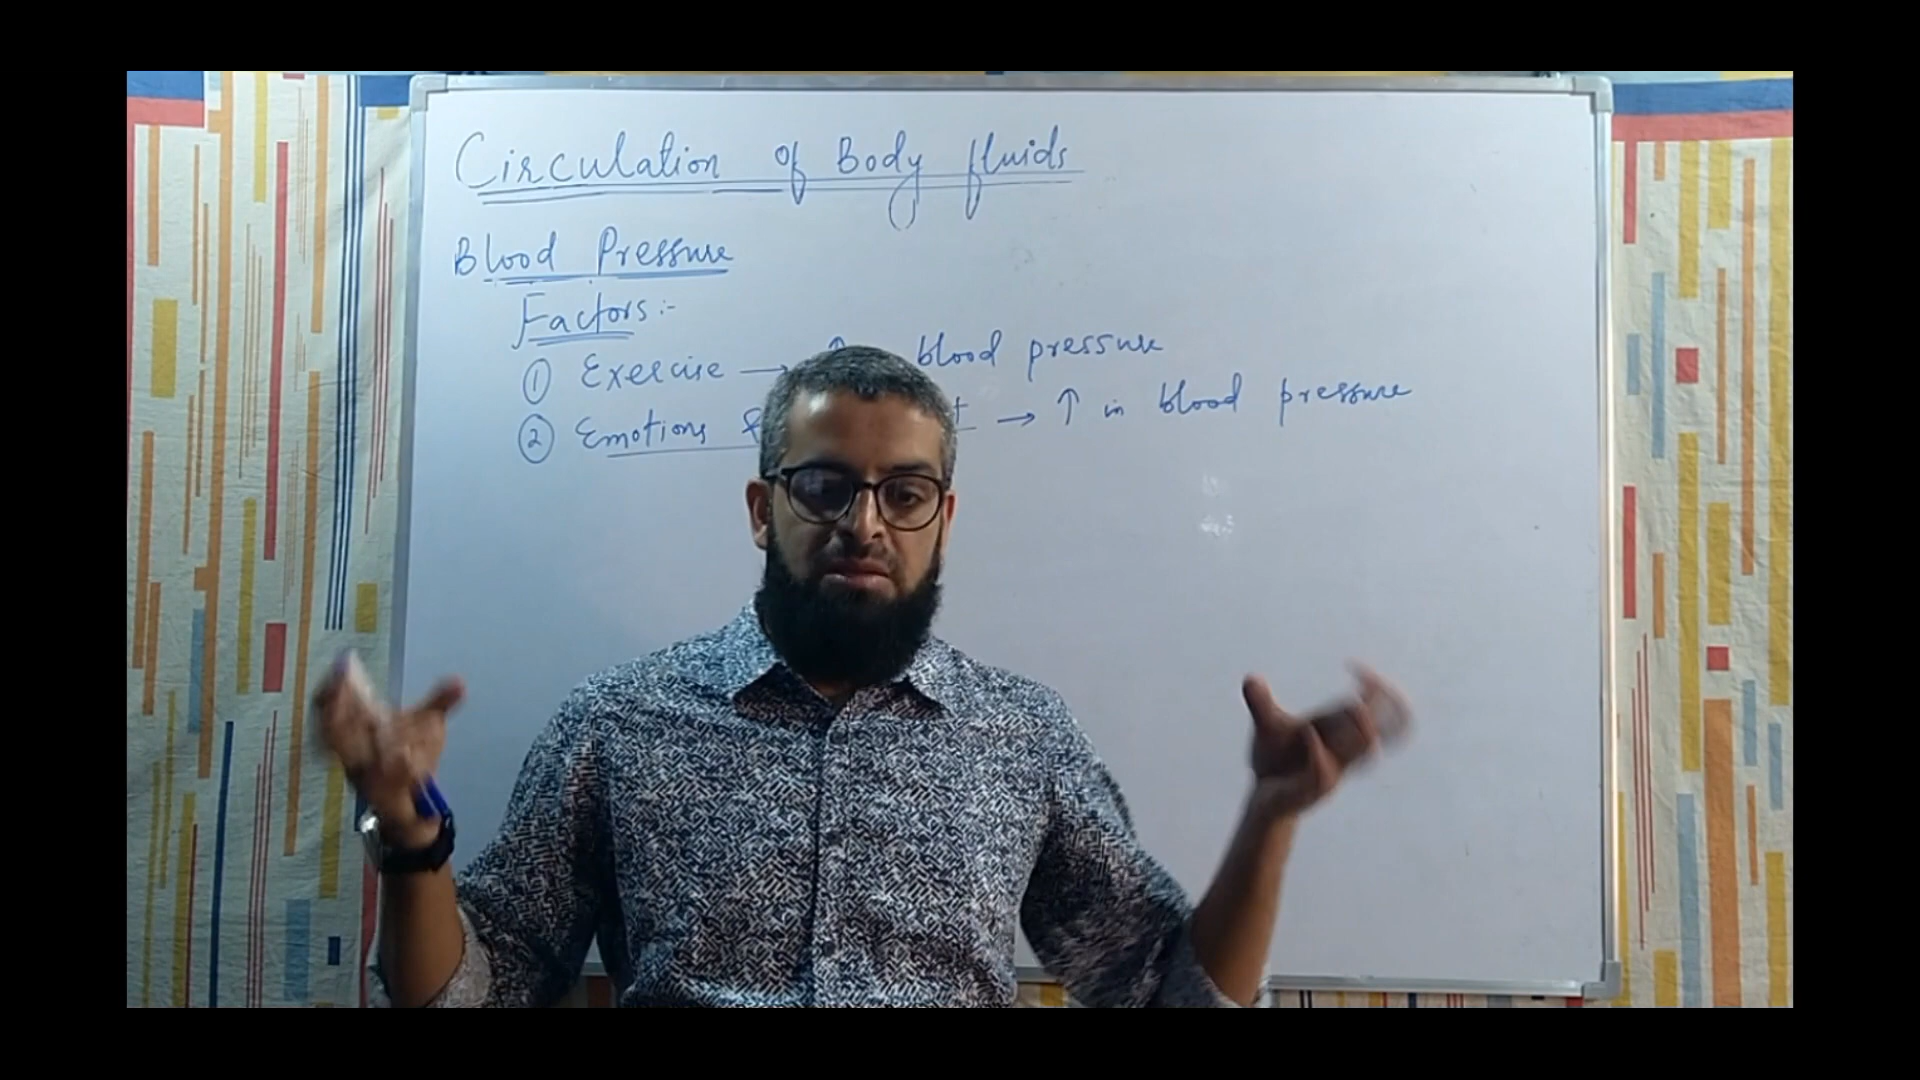 Circulation of Body fluids
Blood Pressure
Factors :-
① Exercise → ↑ blood pressure
② Emotions & → ↑ in blood pressure